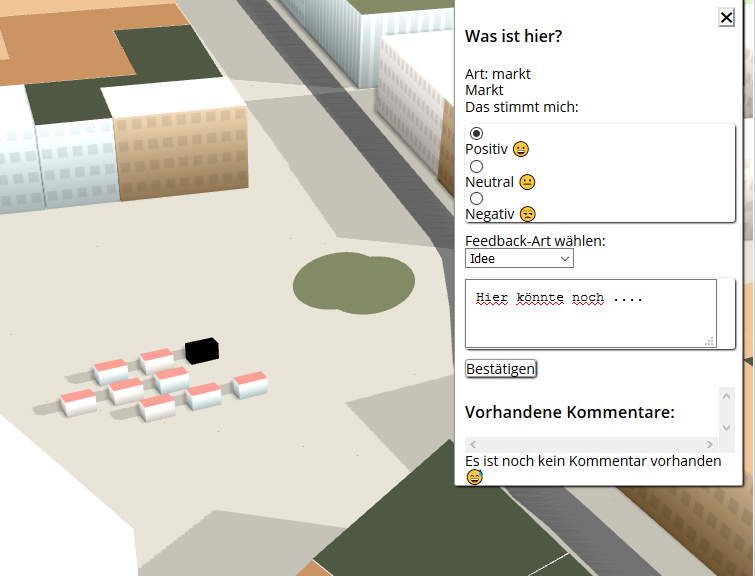 Was ist hier?
Art: markt
Markt
Das stimmt mich:
Positiv 😀
Neutral 😐
Negativ 😒
Feedback-Art wählen:
Idee
Hier könnte noch ....
Bestätigen
Vorhandene Kommentare:
Es ist noch kein Kommentar vorhanden
😅